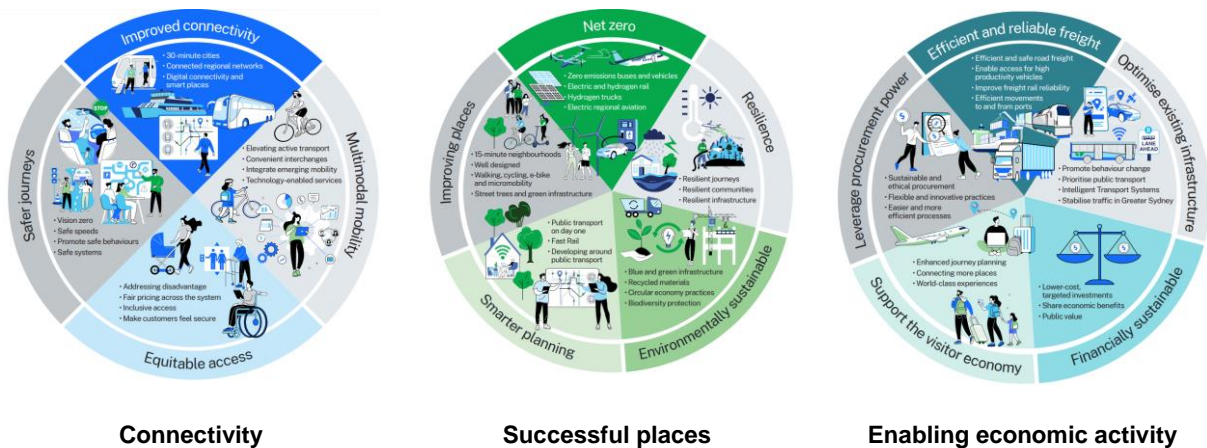 Improved connectivity
• 30-minute cities
• Connected regional networks
• Digital connectivity and
smart places
Multimodal mobility
• Elevating active transport
• Convenient interchanges
• Integrate emerging mobility
• Technology-enabled services
Equitable access
• Addressing disadvantage
• Fair pricing across the system
• Inclusive access
• Make customers feel secure
Safer journeys
STOP
• Vision zero
• Safe speeds
• Promote safe behaviours
• Safe systems
Connectivity
Net zero
• Zero emissions buses and vehicles
• Electric and hydrogen rail
• Hydrogen trucks
• Electric regional aviation
Resilience
• Resilient journeys
• Resilient communities
• Resilient infrastructure
Environmentally sustainable
• Blue and green infrastructure
• Recycled materials
• Circular economy practices
• Biodiversity protection
Smarter planning
• Public transport
on day one
• Fast Rail
• Developing around
public transport
Improving places
• 15-minute neighbourhoods
• Well designed
• Walking, cycling, e-bike
and micromobility
• Street trees and green infrastructure
Successful places
Efficient and reliable freight
• Efficient and safe road freight
• Enable access for high
productivity vehicles
• Improve freight rail reliability
• Efficient movements
to and from ports
Optimise existing infrastructure
LANE
AHEAD
• Promote behaviour change
• Prioritise public transport
• Intelligent Transport Systems
• Stabilise traffic in Greater Sydney
Financially sustainable
• Lower-cost,
targeted investments
• Share economic benefits
• Public value
Support the visitor economy
• Enhanced journey planning
• Connecting more places
• World-class experiences
Leverage procurement power
• Sustainable and
ethical procurement
• Flexible and innovative practices
• Easier and more
efficient processes
Enabling economic activity